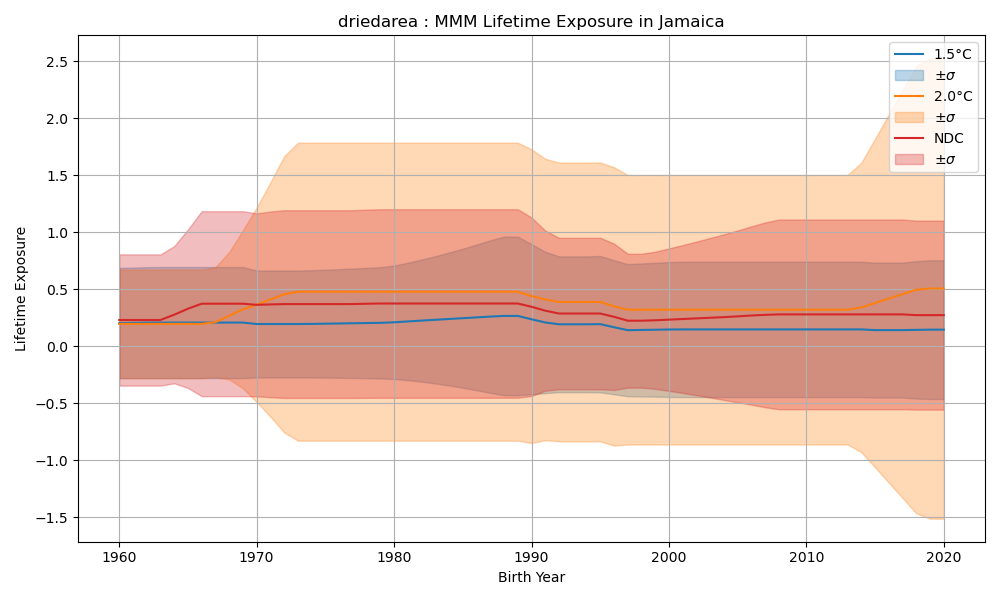 driedarea : MMM Lifetime Exposure in Jamaica
1.5°C
±σ
2.0°C
±σ
NDC
±σ
Lifetime Exposure
2.5
2.0
1.5
1.0
0.5
0.0
−0.5
−1.0
−1.5
1960 1970 1980 1990 2000 2010 2020
Birth Year